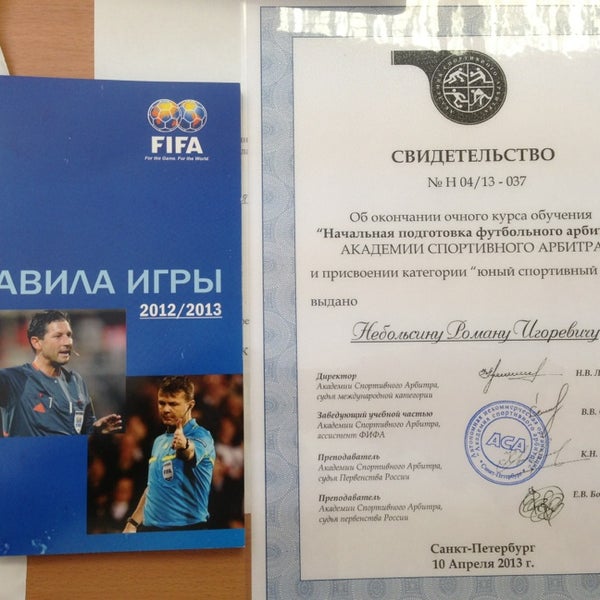 FIFA
For the Game. For the World.
АВИЛА ИГРЫ
2012/2013
СВИДЕТЕЛЬСТВО
№ Н 04/13 - 037
Об окончании очного курса обучения
"Начальная подготовка футбольного арби
АКАДЕМИИ СПОРТИВНОГО АРБИТРА
и присвоении категории "юный спортивный
выдано
Небольсину Роману Игоревичу
Директор
Академии Спортивного Арбитра,
судья международной категории
Н.В. Л
Заведующий учебной частью
Академии Спортивного Арбитра,
ассистент ФИФА
В.В.
Преподаватель
Академии Спортивного Арбитра,
судья Первенства России
К.Н.
Преподаватель
Академии Спортивного Арбитра,
судья первенства России
Е.В. Бо
АСА
Санкт-Петербург
10 Апреля 2013 г.